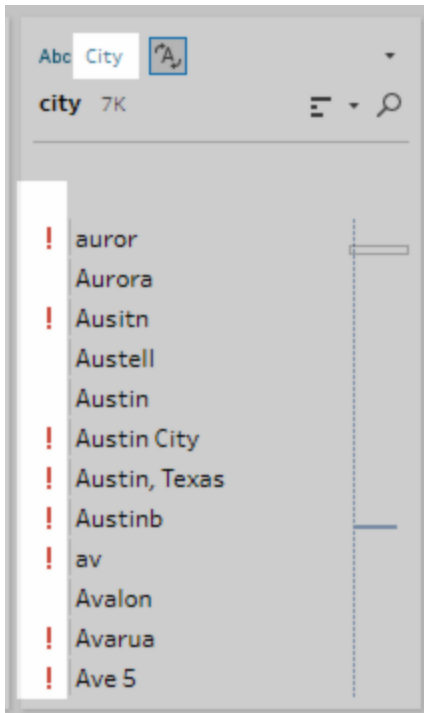 Abc City
city 7K
! auror
Aurora
! Ausitn
Austell
Austin
! Austin City
! Austin, Texas
! Austinb
! av
Avalon
! Avarua
! Ave 5